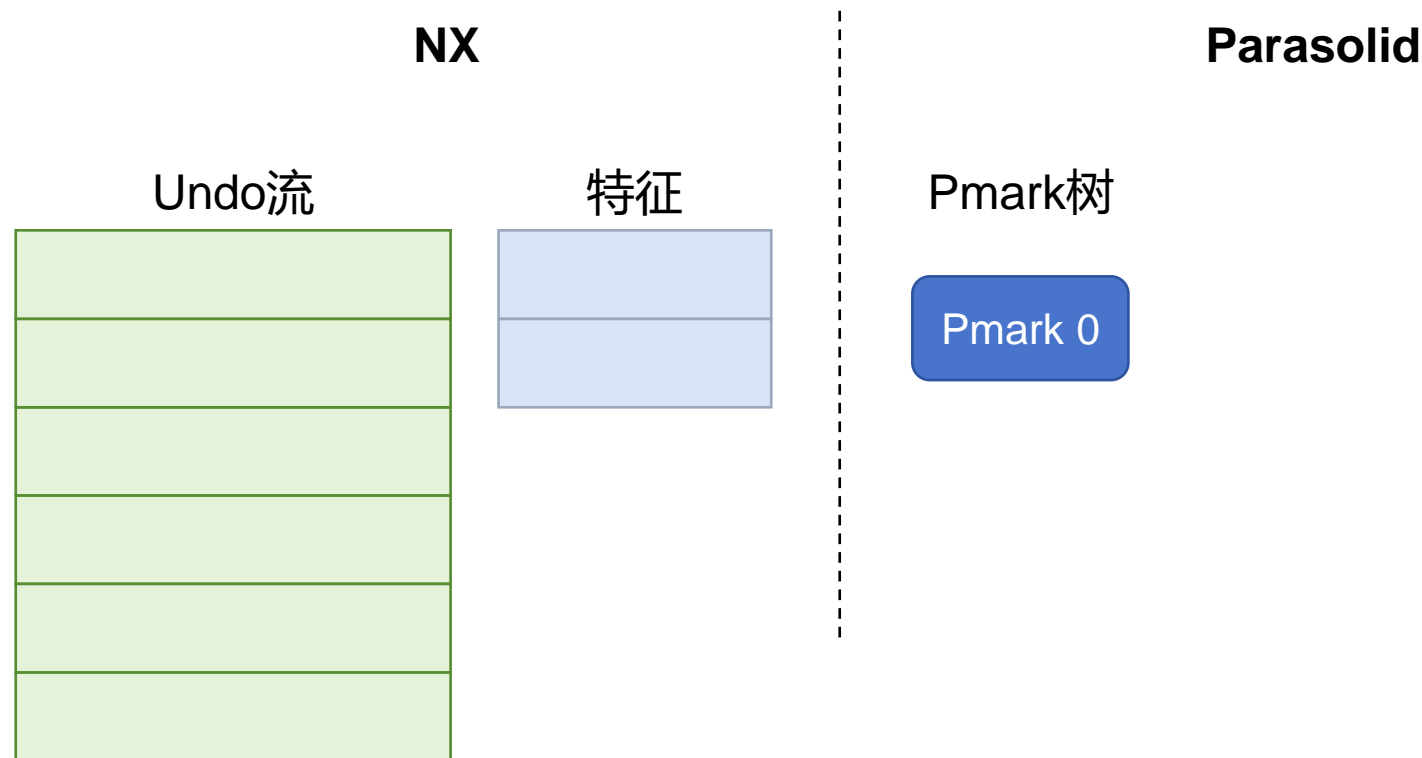 NX
Parasolid
Undo流
特征
Pmark树
Pmark 0